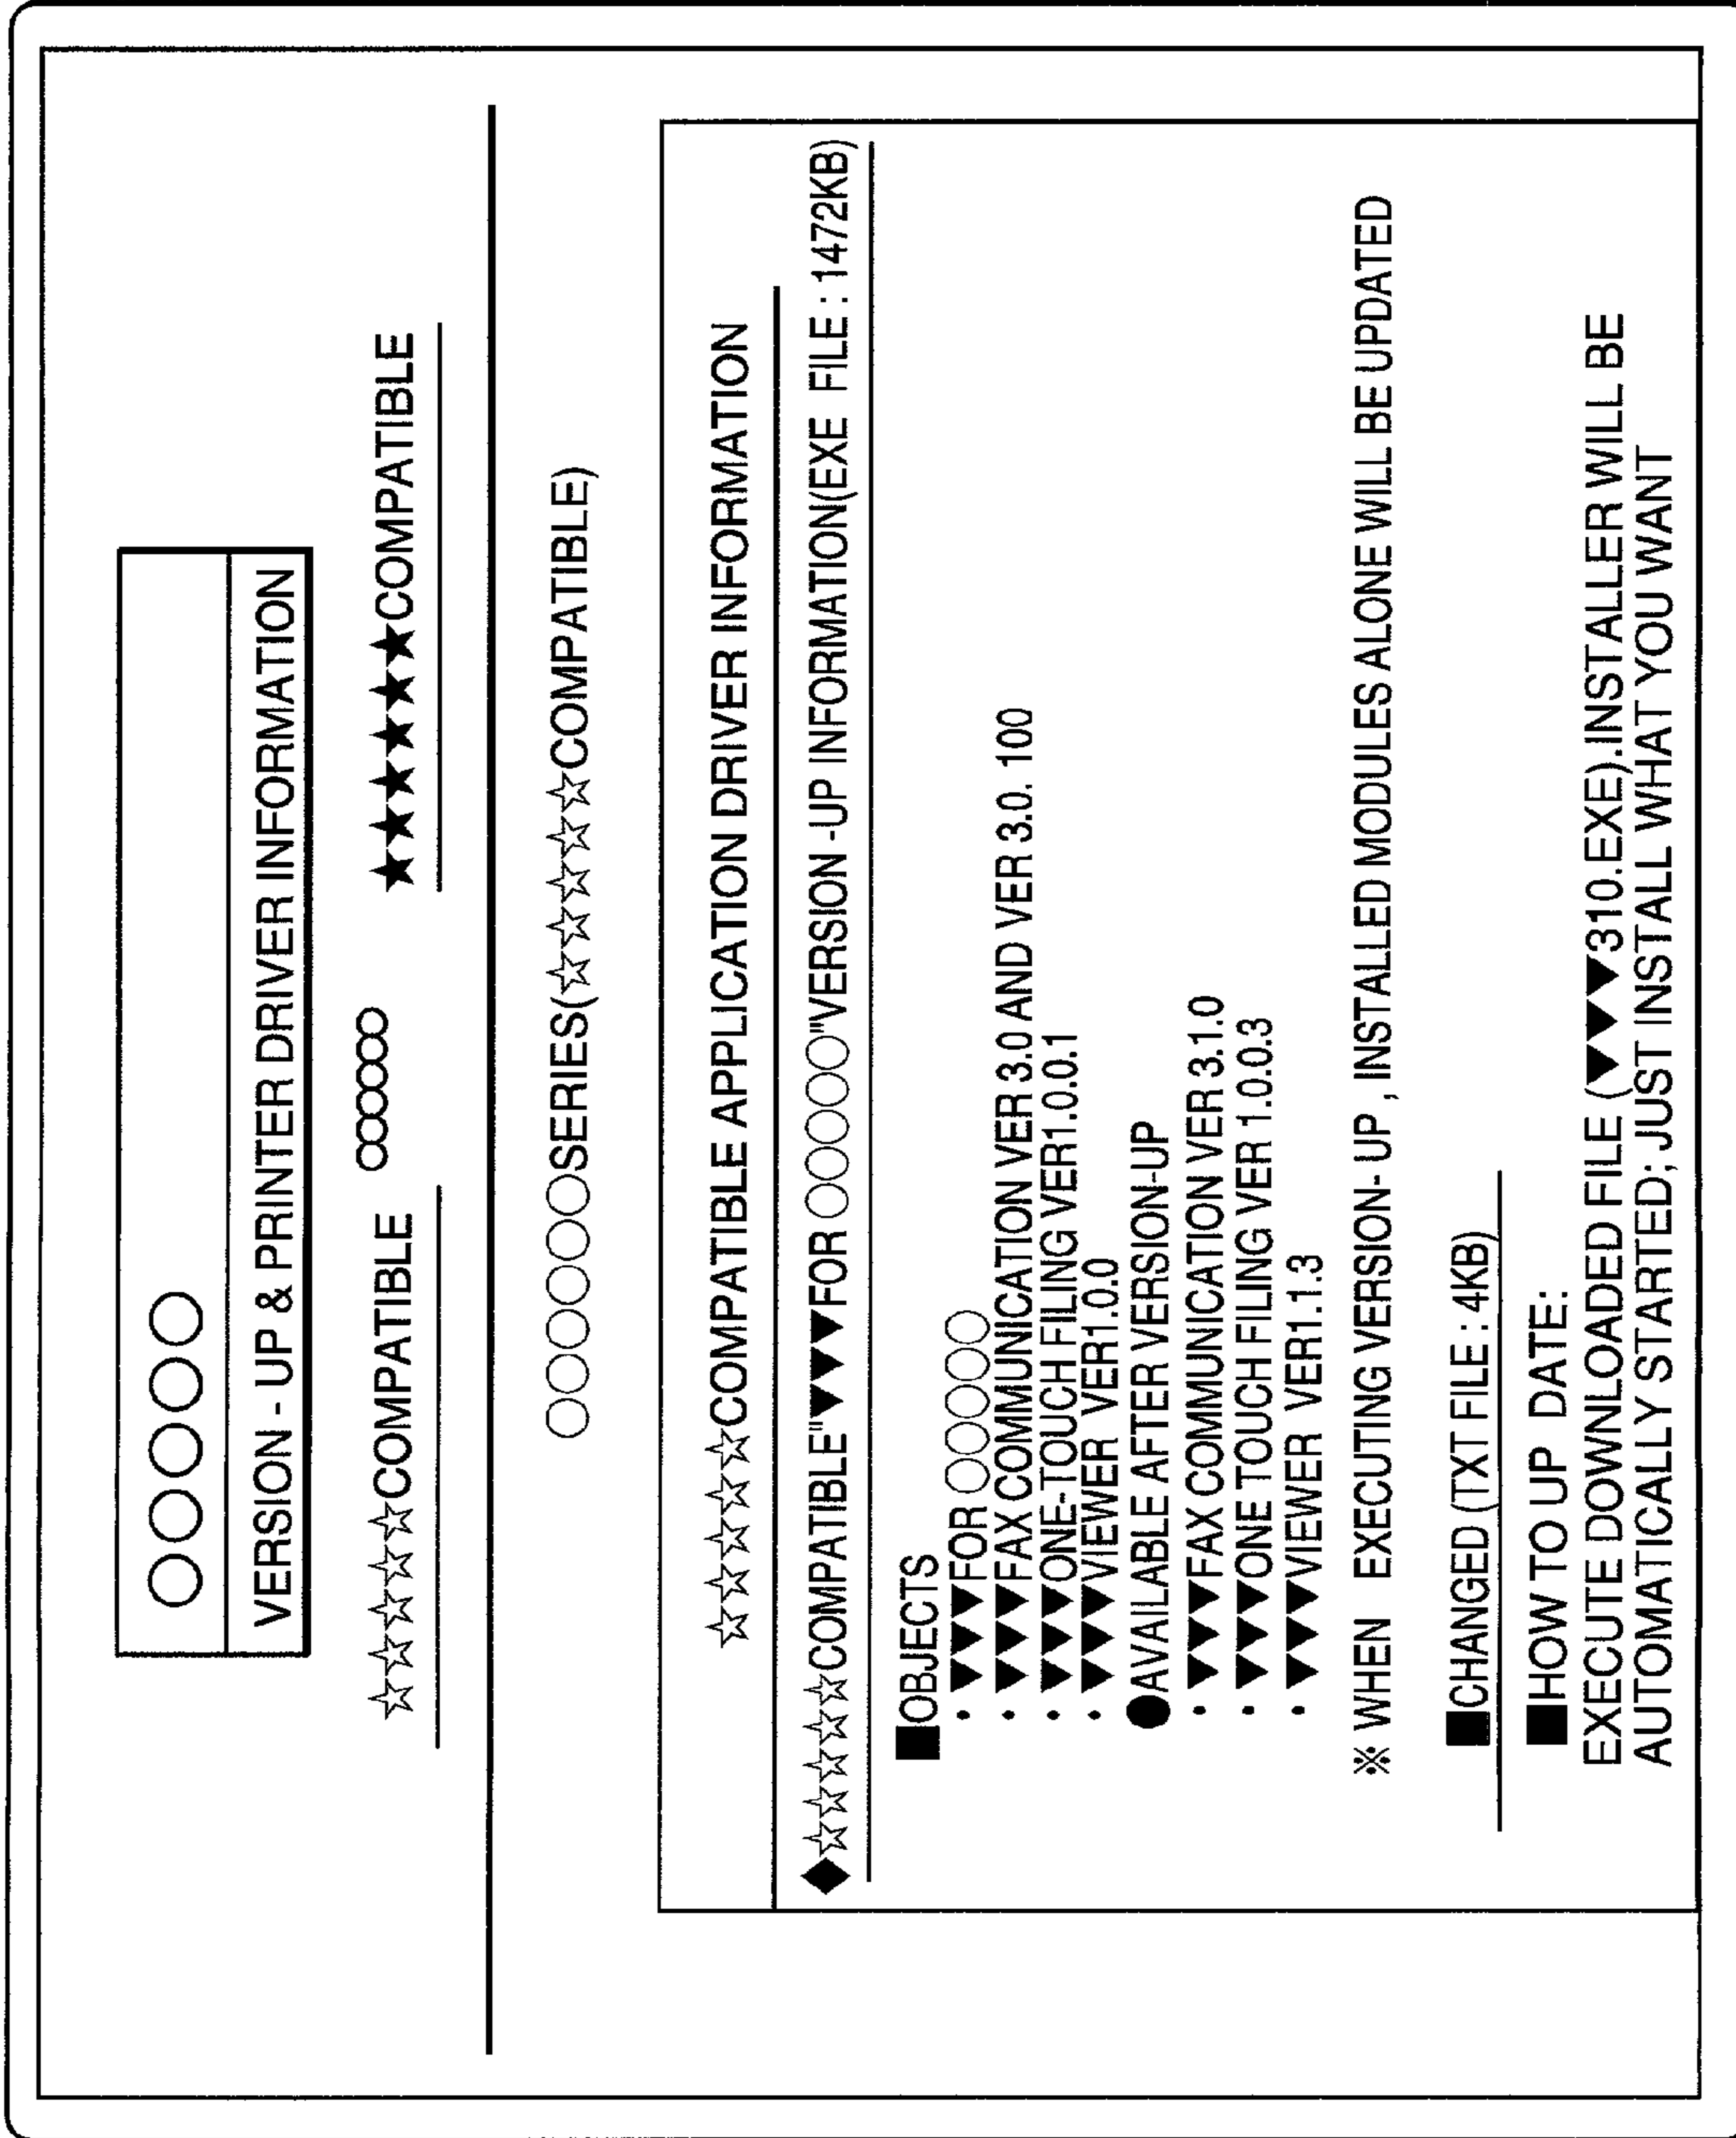 ○○○○○
VERSION - UP & PRINTER DRIVER INFORMATION
☆☆☆☆☆COMPATIBLE ○○○○○○ ★★★★★★COMPATIBLE
○○○○○○SERIES(☆☆☆☆☆COMPATIBLE)
☆☆☆☆☆COMPATIBLE APPLICATION DRIVER INFORMATION
◆☆☆☆☆☆COMPATIBLE"▼▼▼FOR ○○○○○"VERSION -UP INFORMATION(EXE FILE : 1472KB)
■OBJECTS
・▼▼▼FOR ○○○○○
・▼▼▼FAX COMMUNICATION VER 3.0 AND VER 3.0. 100
・▼▼▼ONE-TOUCH FILING VER1.0.0.1
・▼▼▼VIEWER VER1.0.0
●AVAILABLE AFTER VERSION-UP
・▼▼▼FAX COMMUNICATION VER 3.1.0
・▼▼▼ONE TOUCH FILING VER 1.0.0.3
・▼▼▼VIEWER VER1.1.3
※ WHEN EXECUTING VERSION- UP , INSTALLED MODULES ALONE WILL BE UPDATED
■CHANGED (TXT FILE : 4KB)
■HOW TO UP DATE:
EXECUTE DOWNLOADED FILE (▼▼▼310.EXE).INSTALLER WILL BE
AUTOMATICALLY STARTED; JUST INSTALL WHAT YOU WANT